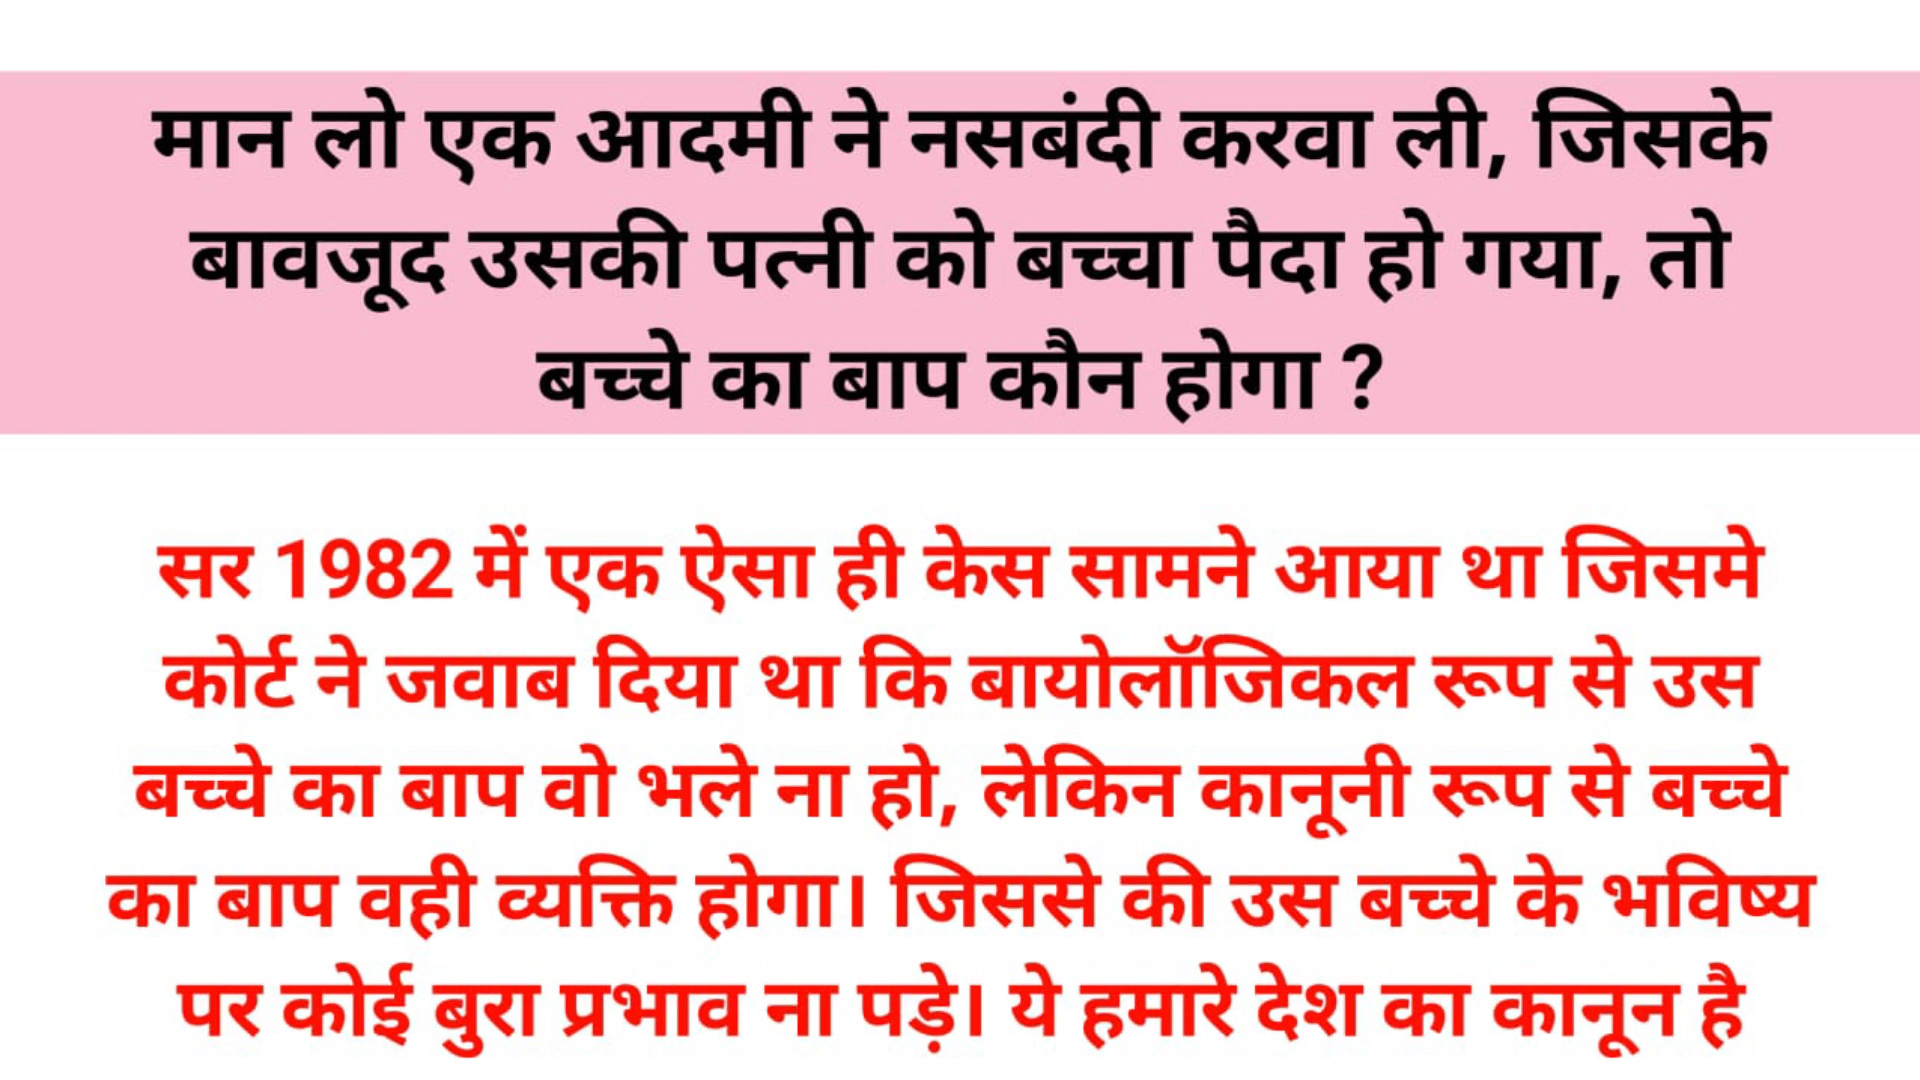 मान लो एक आदमी ने नसबंदी करवा ली, जिसके
बावजूद उसकी पत्नी को बच्चा पैदा हो गया, तो
बच्चे का बाप कौन होगा ?
सर 1982 में एक ऐसा ही केस सामने आया था जिसमे
कोर्ट ने जवाब दिया था कि बायोलॉजिकल रूप से उस
बच्चे का बाप वो भले ना हो, लेकिन कानूनी रूप से बच्चे
का बाप वही व्यक्ति होगा। जिससे की उस बच्चे के भविष्य
पर कोई बुरा प्रभाव ना पड़े। ये हमारे देश का कानून है